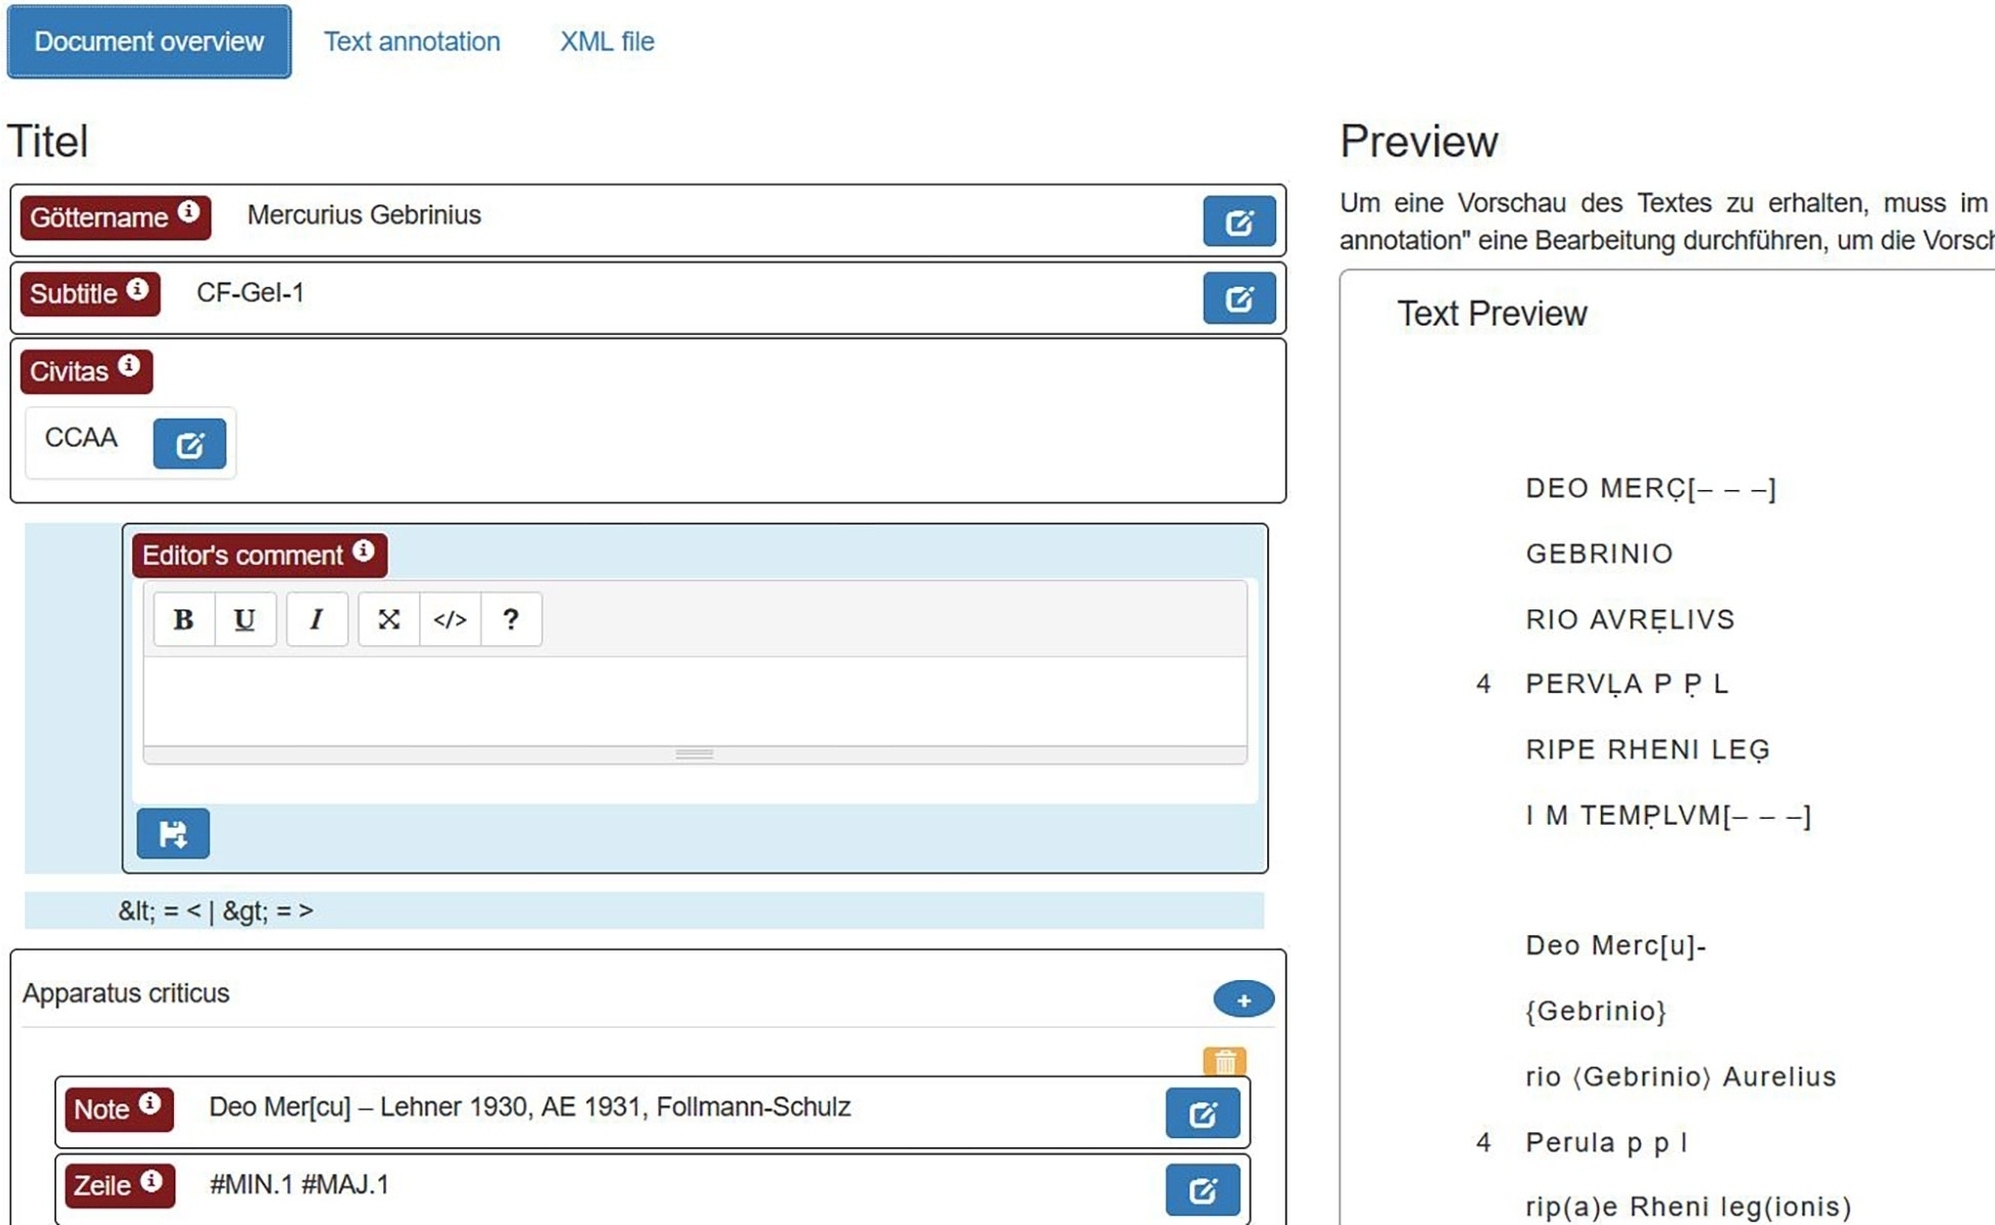 Document overview Text annotation XML file
Titel
Göttername Mercurius Gebrinius
Subtitle CF-Gel-1
Civitas
CCAA
Editor's comment
B U I </> ?
&lt; = < | &gt; = >
Apparatus criticus
+
Note Deo Mer[cu] – Lehner 1930, AE 1931, Follmann-Schulz
Zeile #MIN.1 #MAJ.1
Preview
Um eine Vorschau des Textes zu erhalten, muss im
annotation" eine Bearbeitung durchführen, um die Vorsch
Text Preview
DEO MERC̣[– – –]
GEBRINIO
RIO AVRẸLIVS
4 PERVḶA P P̣ L
RIPE RHENI LEG̣
I M TEMP̣LVM[– – –]
Deo Merc[u]-
{Gebrinio}
rio ⟨Gebrinio⟩ Aurelius
4 Perula p p l
rip(a)e Rheni leg(ionis)